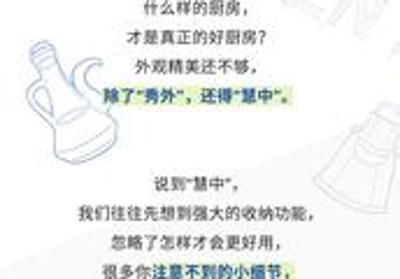 什么样的厨房，
才是真正的好厨房？
外观精美还不够，
除了“秀外”，还得“慧中”。
说到“慧中”，
我们往往先想到强大的收纳功能，
忽略了怎样才会更好用，
很多你注意不到的小细节，